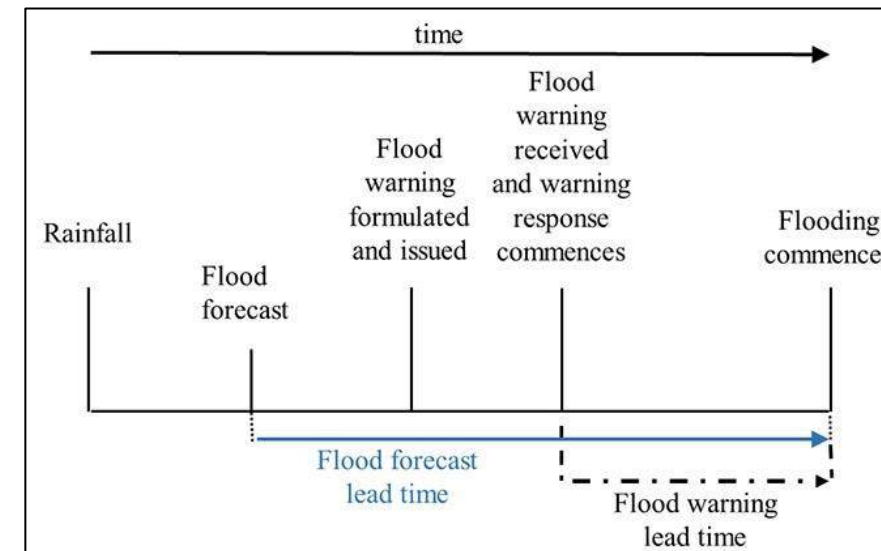 time
Rainfall
Flood
forecast
Flood
warning
formulated
and issued
Flood
warning
received
and warning
response
commences
Flooding
commence
Flood forecast
lead time
Flood warning
lead time